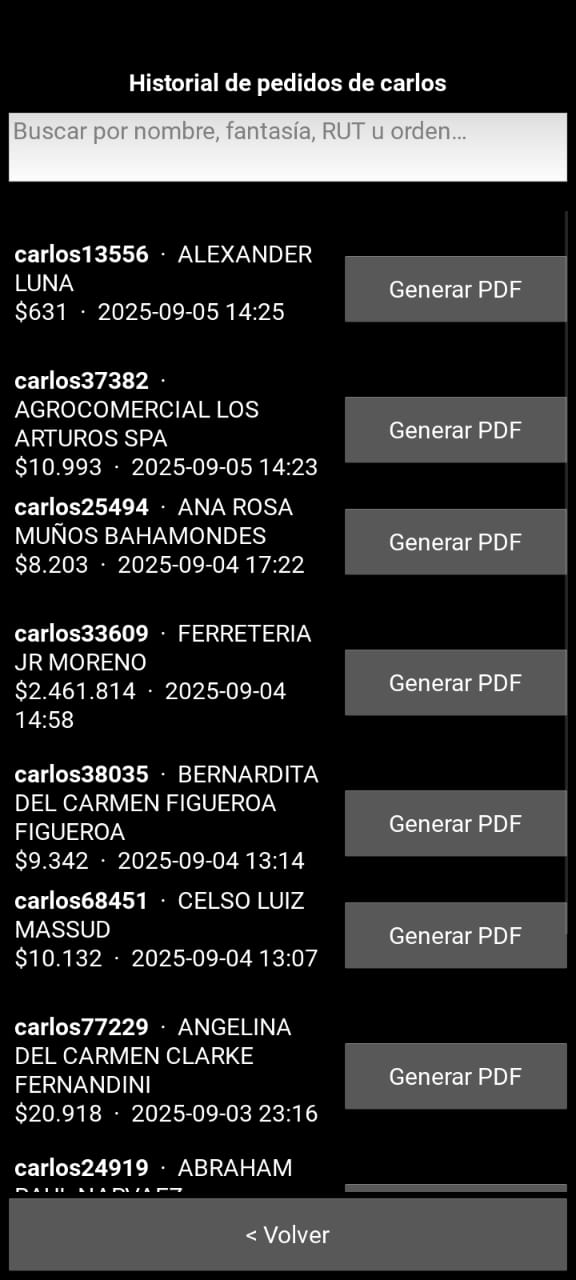 Historial de pedidos de carlos
Buscar por nombre, fantasía, RUT u orden...
carlos13556 · ALEXANDER
LUNA
$631 · 2025-09-05 14:25
Generar PDF
carlos37382 ·
AGROCOMERCIAL LOS
ARTUROS SPA
$10.993 · 2025-09-05 14:23
Generar PDF
carlos25494 · ANA ROSA
MUÑOS BAHAMONDES
$8.203 · 2025-09-04 17:22
Generar PDF
carlos33609 · FERRETERIA
JR MORENO
$2.461.814 · 2025-09-04
14:58
Generar PDF
carlos38035 · BERNARDITA
DEL CARMEN FIGUEROA
FIGUEROA
$9.342 · 2025-09-04 13:14
Generar PDF
carlos68451 · CELSO LUIZ
MASSUD
$10.132 · 2025-09-04 13:07
Generar PDF
carlos77229 · ANGELINA
DEL CARMEN CLARKE
FERNANDINI
$20.918 · 2025-09-03 23:16
Generar PDF
carlos24919 · ABRAHAM
< Volver